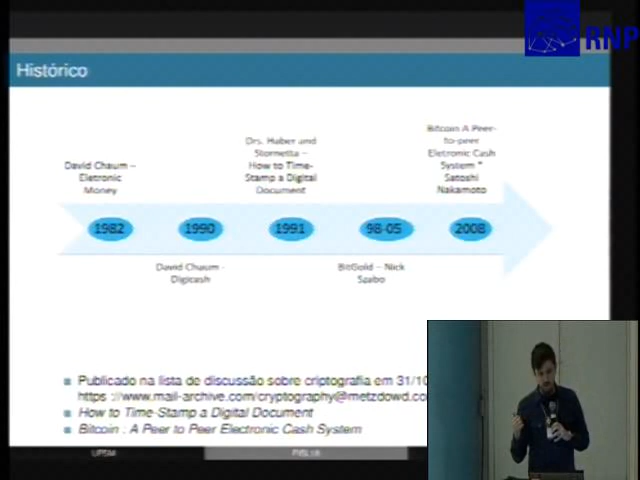 RNP
Histórico
David Chaum –
Eletronic
Money
Drs. Haber and
Stornetta –
How to Time-
Stamp a Digital
Document
Bitcoin A Peer-
to-peer
Eletronic Cash
System *
Satoshi
Nakamoto
1982
1990
1991
98-05
2008
David Chaum -
Digicash
BitGold – Nick
Szabo
Publicado na lista de discussão sobre criptografia em 31/10
https ://www.mail-archive.com/cryptography@metzdowd.co
How to Time-Stamp a Digital Document
Bitcoin : A Peer to Peer Electronic Cash System